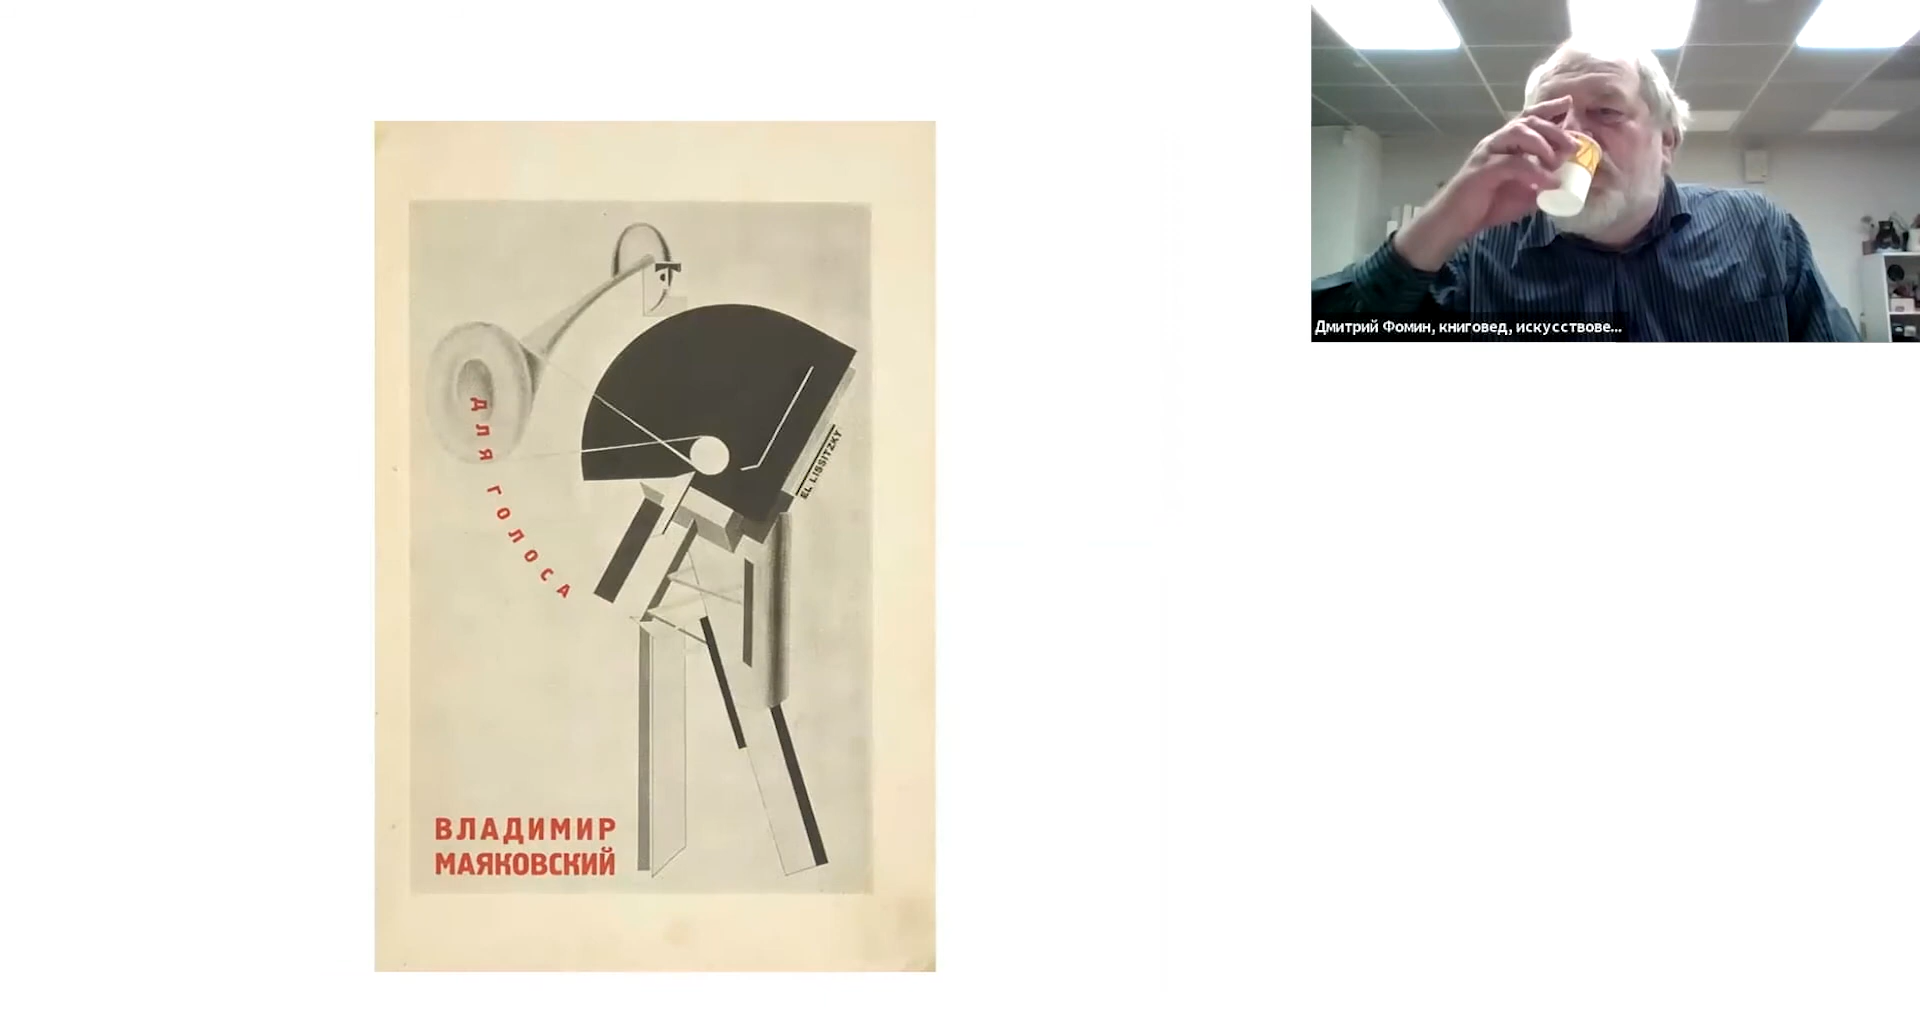 ДЛЯ ГОЛОСА
EL LISSITZKY
ВЛАДИМИР
МАЯКОВСКИЙ
Дмитрий Фомин, книговед, искусствове...